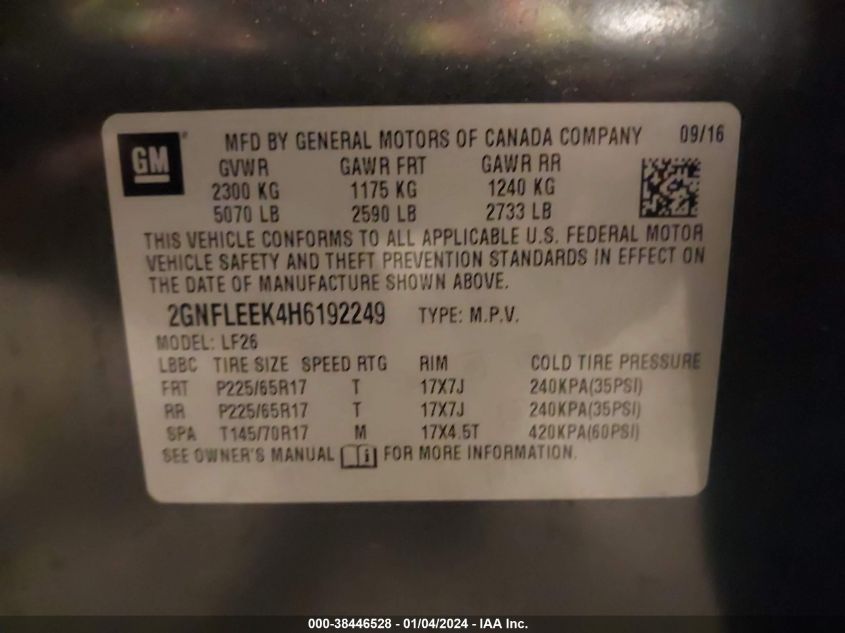 GM
MFD BY GENERAL MOTORS OF CANADA COMPANY 09/16
GVWR GAWR FRT GAWR RR
2300 KG 1175 KG 1240 KG
5070 LB 2590 LB 2733 LB
THIS VEHICLE CONFORMS TO ALL APPLICABLE U.S. FEDERAL MOTOR
VEHICLE SAFETY AND THEFT PREVENTION STANDARDS IN EFFECT ON
THE DATE OF MANUFACTURE SHOWN ABOVE.
2GNFLEEK4H6192249 TYPE: M.P.V.
MODEL: LF26
LBBC TIRE SIZE SPEED RTG RIM COLD TIRE PRESSURE
FRT P225/65R17 T 17X7J 240KPA(35PSI)
RR P225/65R17 T 17X7J 240KPA(35PSI)
SPA T145/70R17 M 17X4.5T 420KPA(60PSI)
SEE OWNER'S MANUAL i FOR MORE INFORMATION.
000-38446528 - 01/04/2024 - IAA Inc.